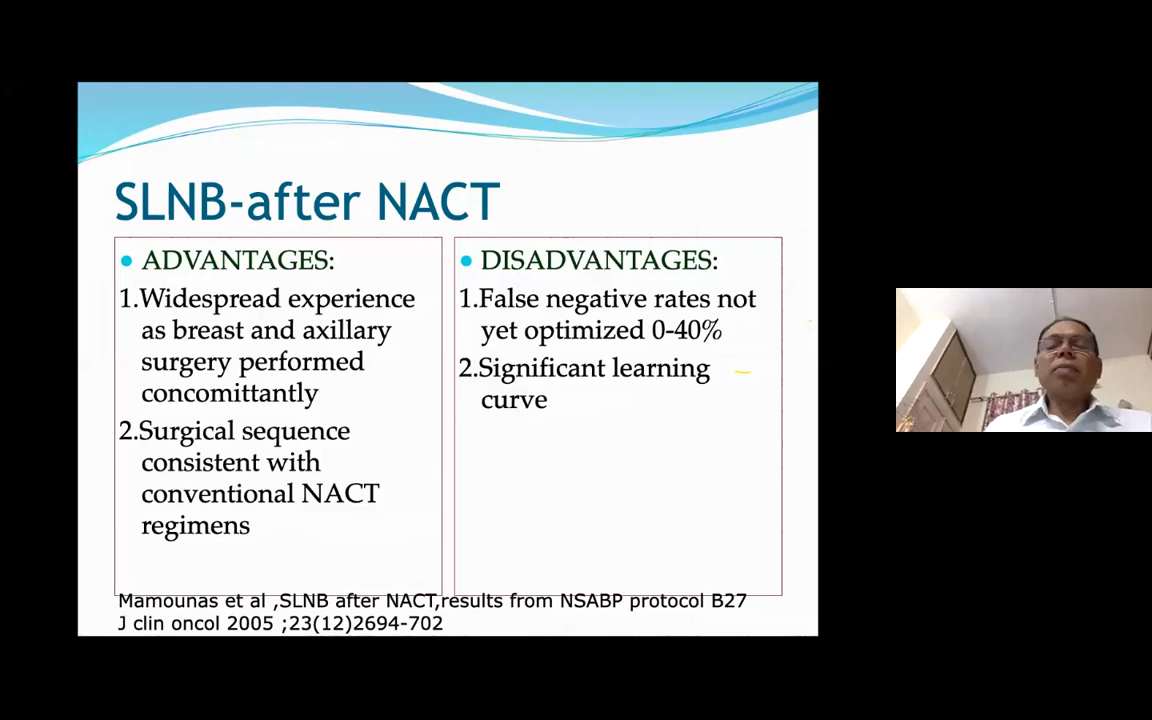 SLNB-after NACT
ADVANTAGES:
1.Widespread experience
as breast and axillary
surgery performed
concomittantly
2.Surgical sequence
consistent with
conventional NACT
regimens
DISADVANTAGES:
1.False negative rates not
yet optimized 0-40%
2.Significant learning
curve
Mamounas et al ,SLNB after NACT,results from NSABP protocol B27
J clin oncol 2005 ;23(12)2694-702